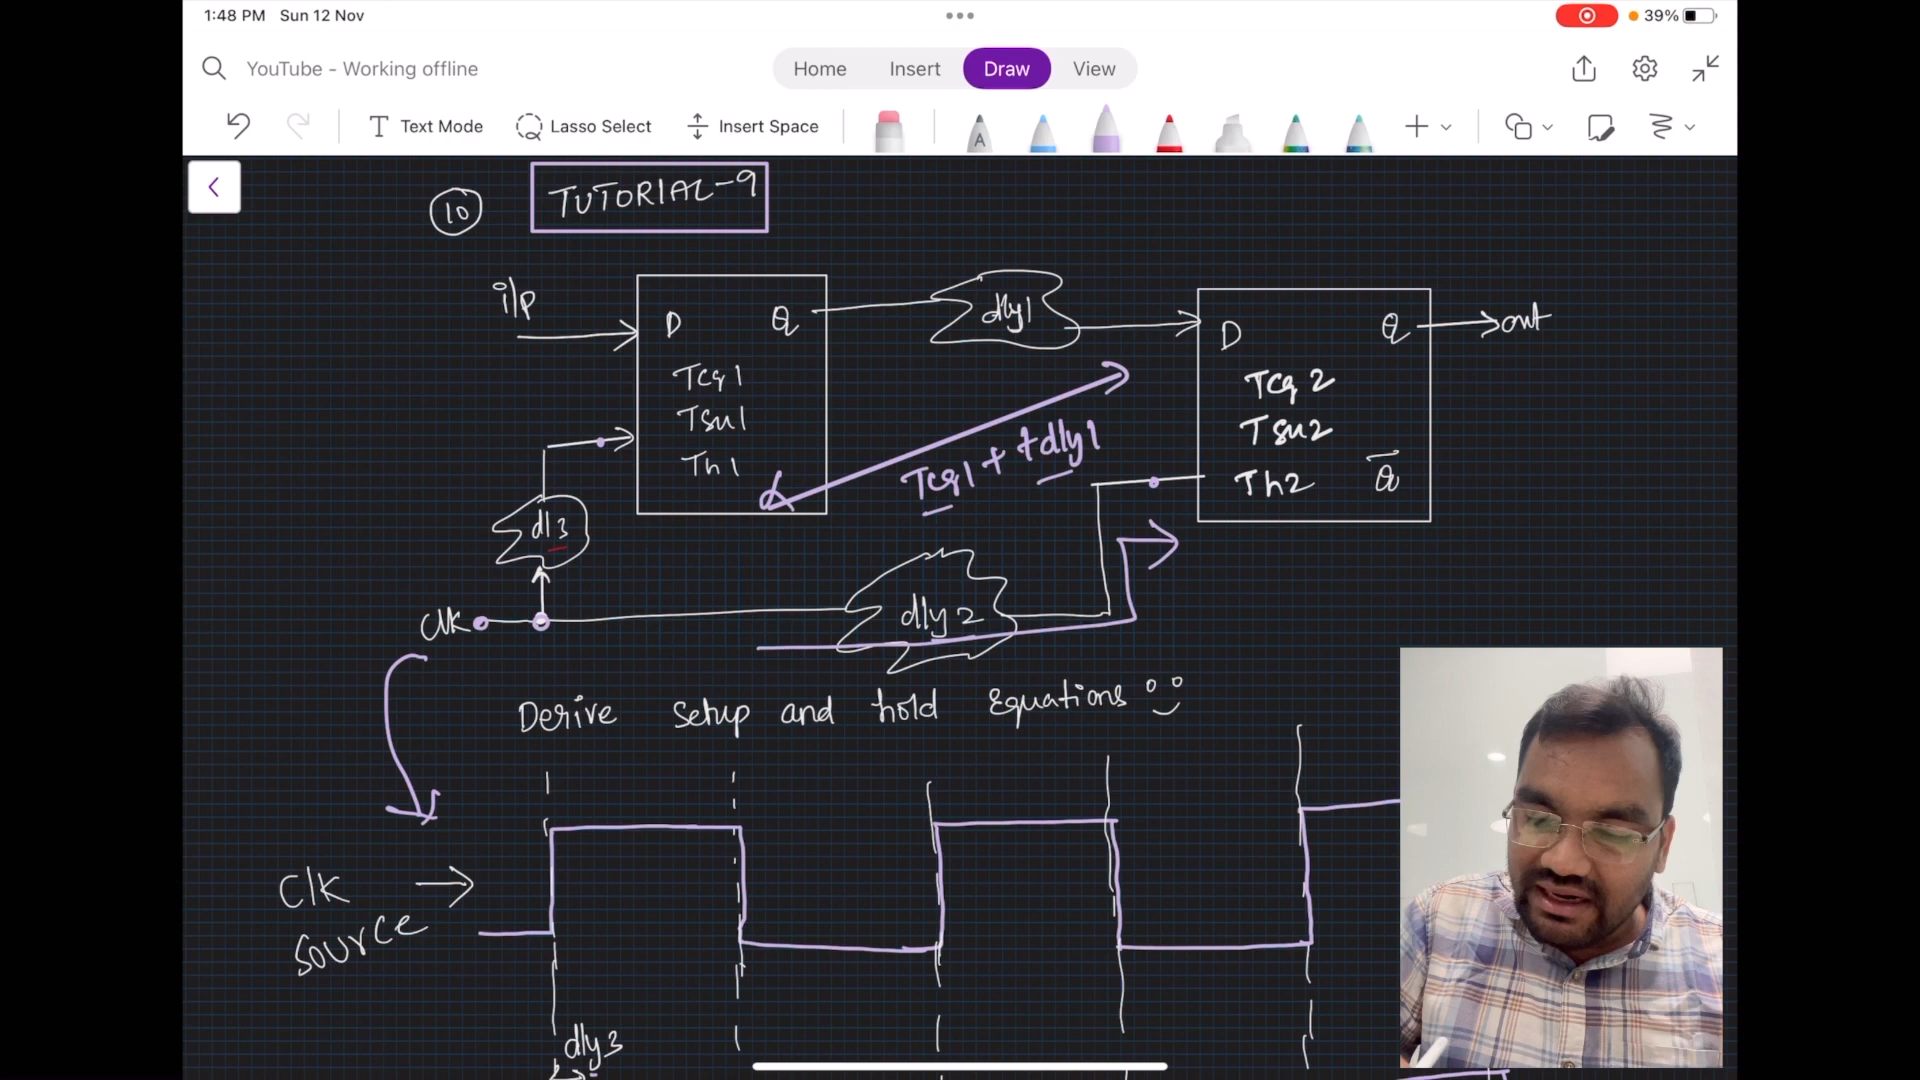 1:48 PM Sun 12 Nov
39%
YouTube - Working offline
Home Insert Draw View
Text Mode Lasso Select Insert Space
A
10 TUTORIAL-9
i/p
D Q dly1 D Q out
Tcq1 Tcq2
Tsu1 Tsu2
Th1 Th2 Q̅
Tcq1 + tdly1
dl3
Clk dly2
Derive Setup and hold Equations
Clk
Source
dly3